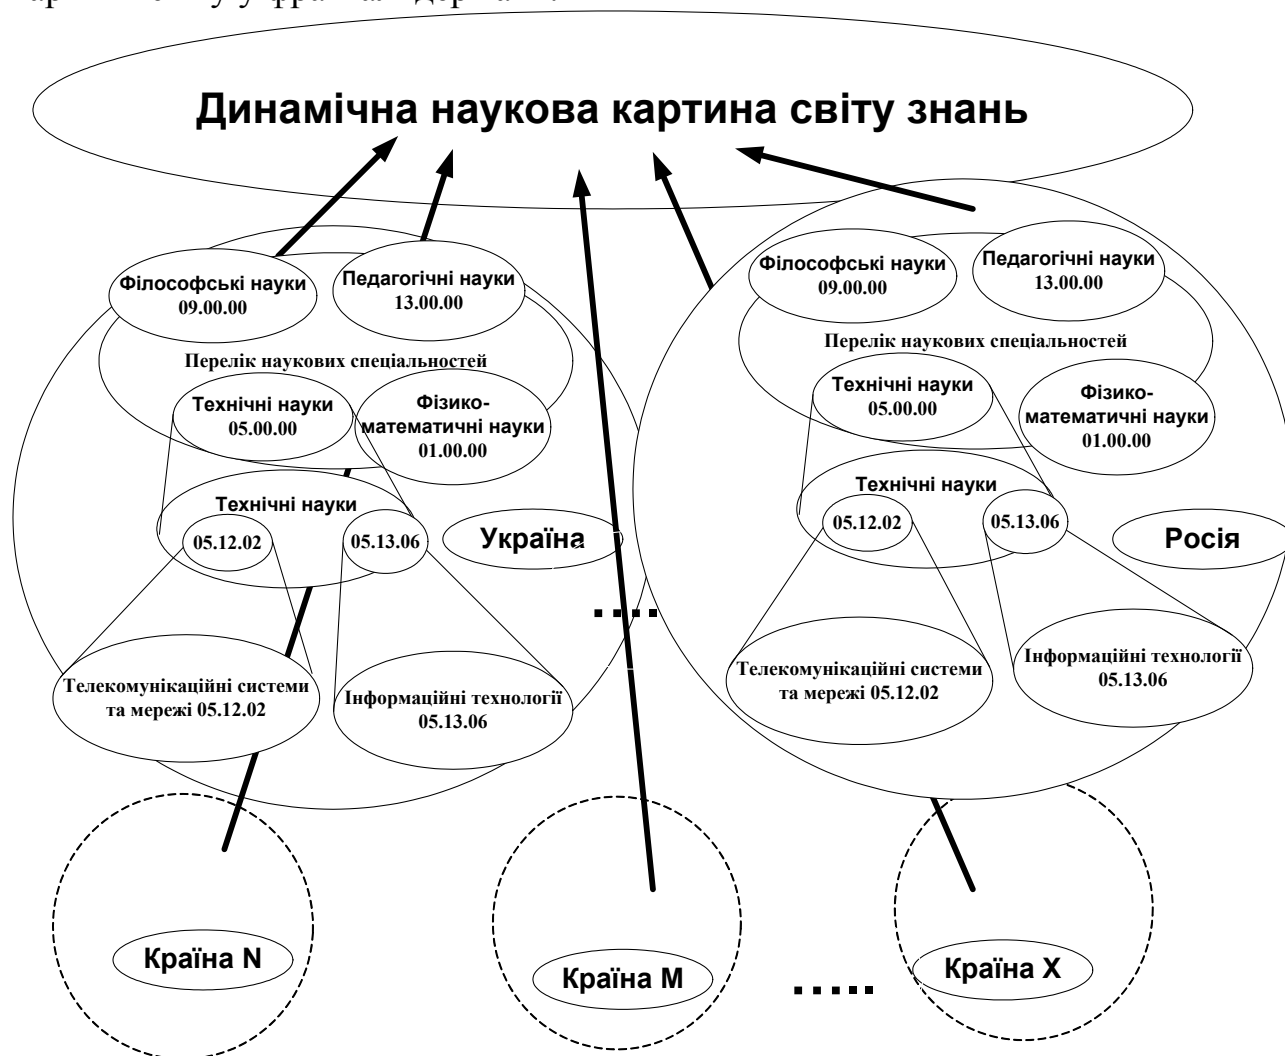 Динамічна наукова картина світу знань
Філософські науки
09.00.00
Педагогічні науки
13.00.00
Перелік наукових спеціальностей
Технічні науки
05.00.00
Фізико-
математичні науки
01.00.00
Технічні науки
05.12.02
05.13.06
Україна
Телекомунікаційні системи
та мережі 05.12.02
Інформаційні технології
05.13.06
Філософські науки
09.00.00
Педагогічні науки
13.00.00
Перелік наукових спеціальностей
Технічні науки
05.00.00
Фізико-
математичні науки
01.00.00
Технічні науки
05.12.02
05.13.06
Росія
Телекомунікаційні системи
та мережі 05.12.02
Інформаційні технології
05.13.06
.....
Країна N
Країна M
.....
Країна X